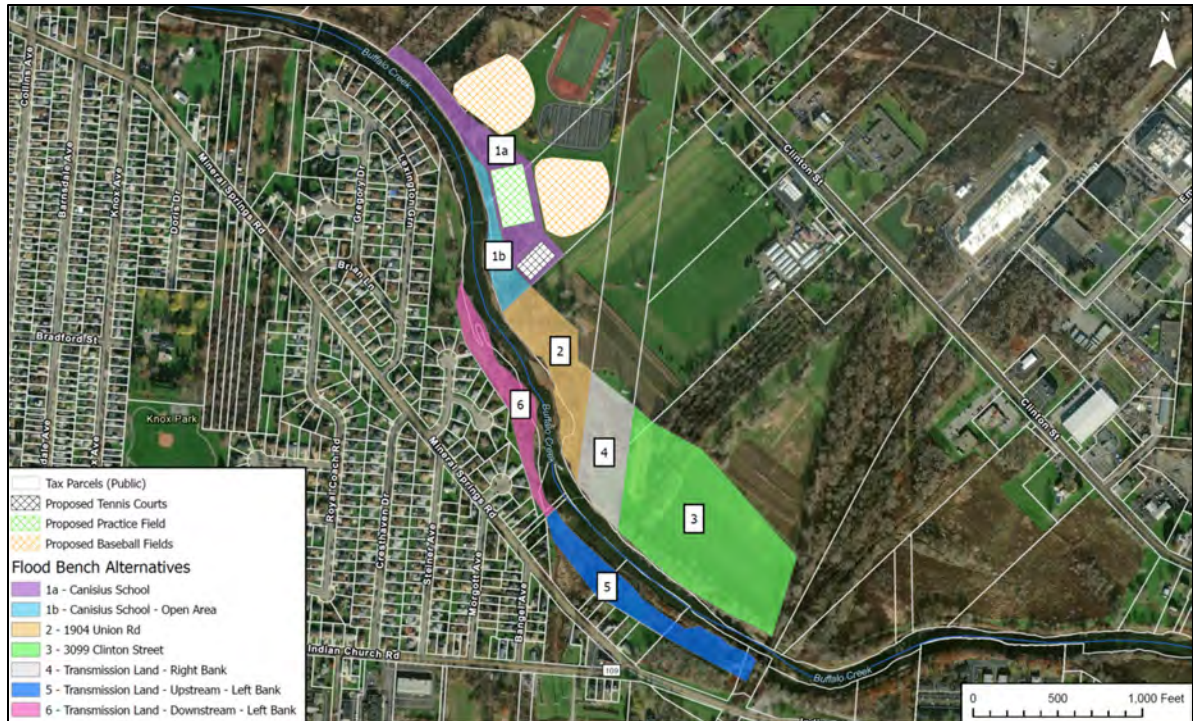 N
Buffalo Creek
Collins Ave
Barnsdale Ave
Knox Ave
Doris Dr
Mineral Springs Rd
Gregory Dr
Lexington Grn
Brian Ln
Bradford St
Knox Park
Clinton St
1a
1b
2
6
Buffalo Creek
4
3
5
Mineral Springs Rd
Clinton St
Royal Coach Rd
Cresthaven Dr
Steiner Ave
Morgott Ave
Banger Ave
Indian Church Rd
Buffalo Creek
Tax Parcels (Public)
Proposed Tennis Courts
Proposed Practice Field
Proposed Baseball Fields
Flood Bench Alternatives
1a - Canisius School
1b - Canisius School - Open Area
2 - 1904 Union Rd
3 - 3099 Clinton Street
4 - Transmission Land - Right Bank
5 - Transmission Land - Upstream - Left Bank
6 - Transmission Land - Downstream - Left Bank
0 500 1,000 Feet